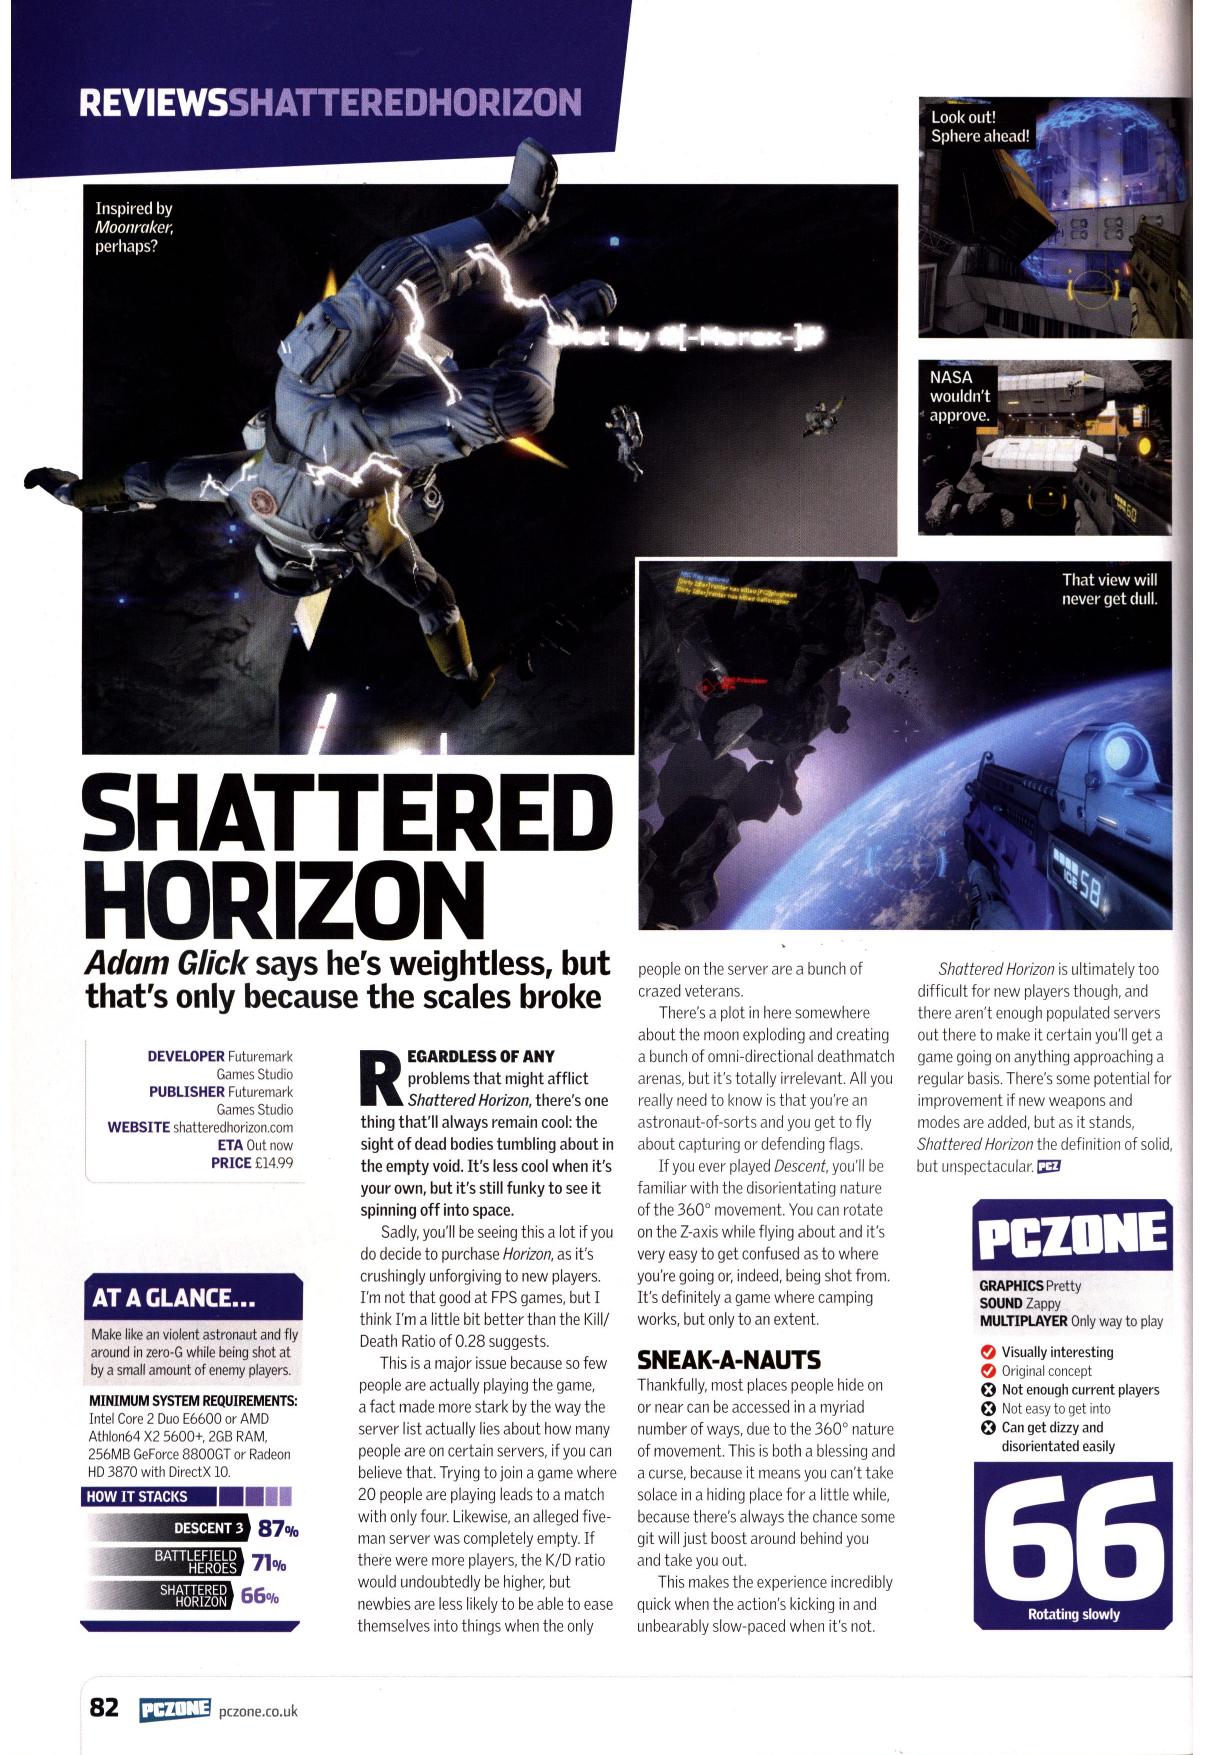 REVIEWSSHATTEREDHORIZON
Inspired by
Moonraker,
perhaps?
Shot by @[-Morax-]#
Look out!
Sphere ahead!
NASA
wouldn't
approve.
60
That view will
never get dull.
58
SHATTERED
HORIZON
Adam Glick says he's weightless, but
that's only because the scales broke
DEVELOPER Futuremark
Games Studio
PUBLISHER Futuremark
Games Studio
WEBSITE shatteredhorizon.com
ETA Out now
PRICE £14.99
AT A GLANCE...
Make like an violent astronaut and fly
around in zero-G while being shot at
by a small amount of enemy players.
MINIMUM SYSTEM REQUIREMENTS:
Intel Core 2 Duo E6600 or AMD
Athlon64 X2 5600+, 2GB RAM,
256MB GeForce 8800GT or Radeon
HD 3870 with DirectX 10.
HOW IT STACKS
DESCENT 3 87%
BATTLEFIELD
HEROES 71%
SHATTERED
HORIZON 66%
REGARDLESS OF ANY
problems that might afflict
Shattered Horizon, there's one
thing that'll always remain cool: the
sight of dead bodies tumbling about in
the empty void. It's less cool when it's
your own, but it's still funky to see it
spinning off into space.
Sadly, you'll be seeing this a lot if you
do decide to purchase Horizon, as it's
crushingly unforgiving to new players.
I'm not that good at FPS games, but I
think I'm a little bit better than the Kill/
Death Ratio of 0.28 suggests.
This is a major issue because so few
people are actually playing the game,
a fact made more stark by the way the
server list actually lies about how many
people are on certain servers, if you can
believe that. Trying to join a game where
20 people are playing leads to a match
with only four. Likewise, an alleged five-
man server was completely empty. If
there were more players, the K/D ratio
would undoubtedly be higher, but
newbies are less likely to be able to ease
themselves into things when the only
people on the server are a bunch of
crazed veterans.
There's a plot in here somewhere
about the moon exploding and creating
a bunch of omni-directional deathmatch
arenas, but it's totally irrelevant. All you
really need to know is that you're an
astronaut-of-sorts and you get to fly
about capturing or defending flags.
If you ever played Descent, you'll be
familiar with the disorientating nature
of the 360° movement. You can rotate
on the Z-axis while flying about and it's
very easy to get confused as to where
you're going or, indeed, being shot from.
It's definitely a game where camping
works, but only to an extent.
SNEAK-A-NAUTS
Thankfully, most places people hide on
or near can be accessed in a myriad
number of ways, due to the 360° nature
of movement. This is both a blessing and
a curse, because it means you can't take
solace in a hiding place for a little while,
because there's always the chance some
git will just boost around behind you
and take you out.
This makes the experience incredibly
quick when the action's kicking in and
unbearably slow-paced when it's not.
Shattered Horizon is ultimately too
difficult for new players though, and
there aren't enough populated servers
out there to make it certain you'll get a
game going on anything approaching a
regular basis. There's some potential for
improvement if new weapons and
modes are added, but as it stands,
Shattered Horizon the definition of solid,
but unspectacular. PCZ
PCZONE
GRAPHICS Pretty
SOUND Zappy
MULTIPLAYER Only way to play
Visually interesting
Original concept
Not enough current players
Not easy to get into
Can get dizzy and
disorientated easily
66
Rotating slowly
82 PCZONE pczone.co.uk